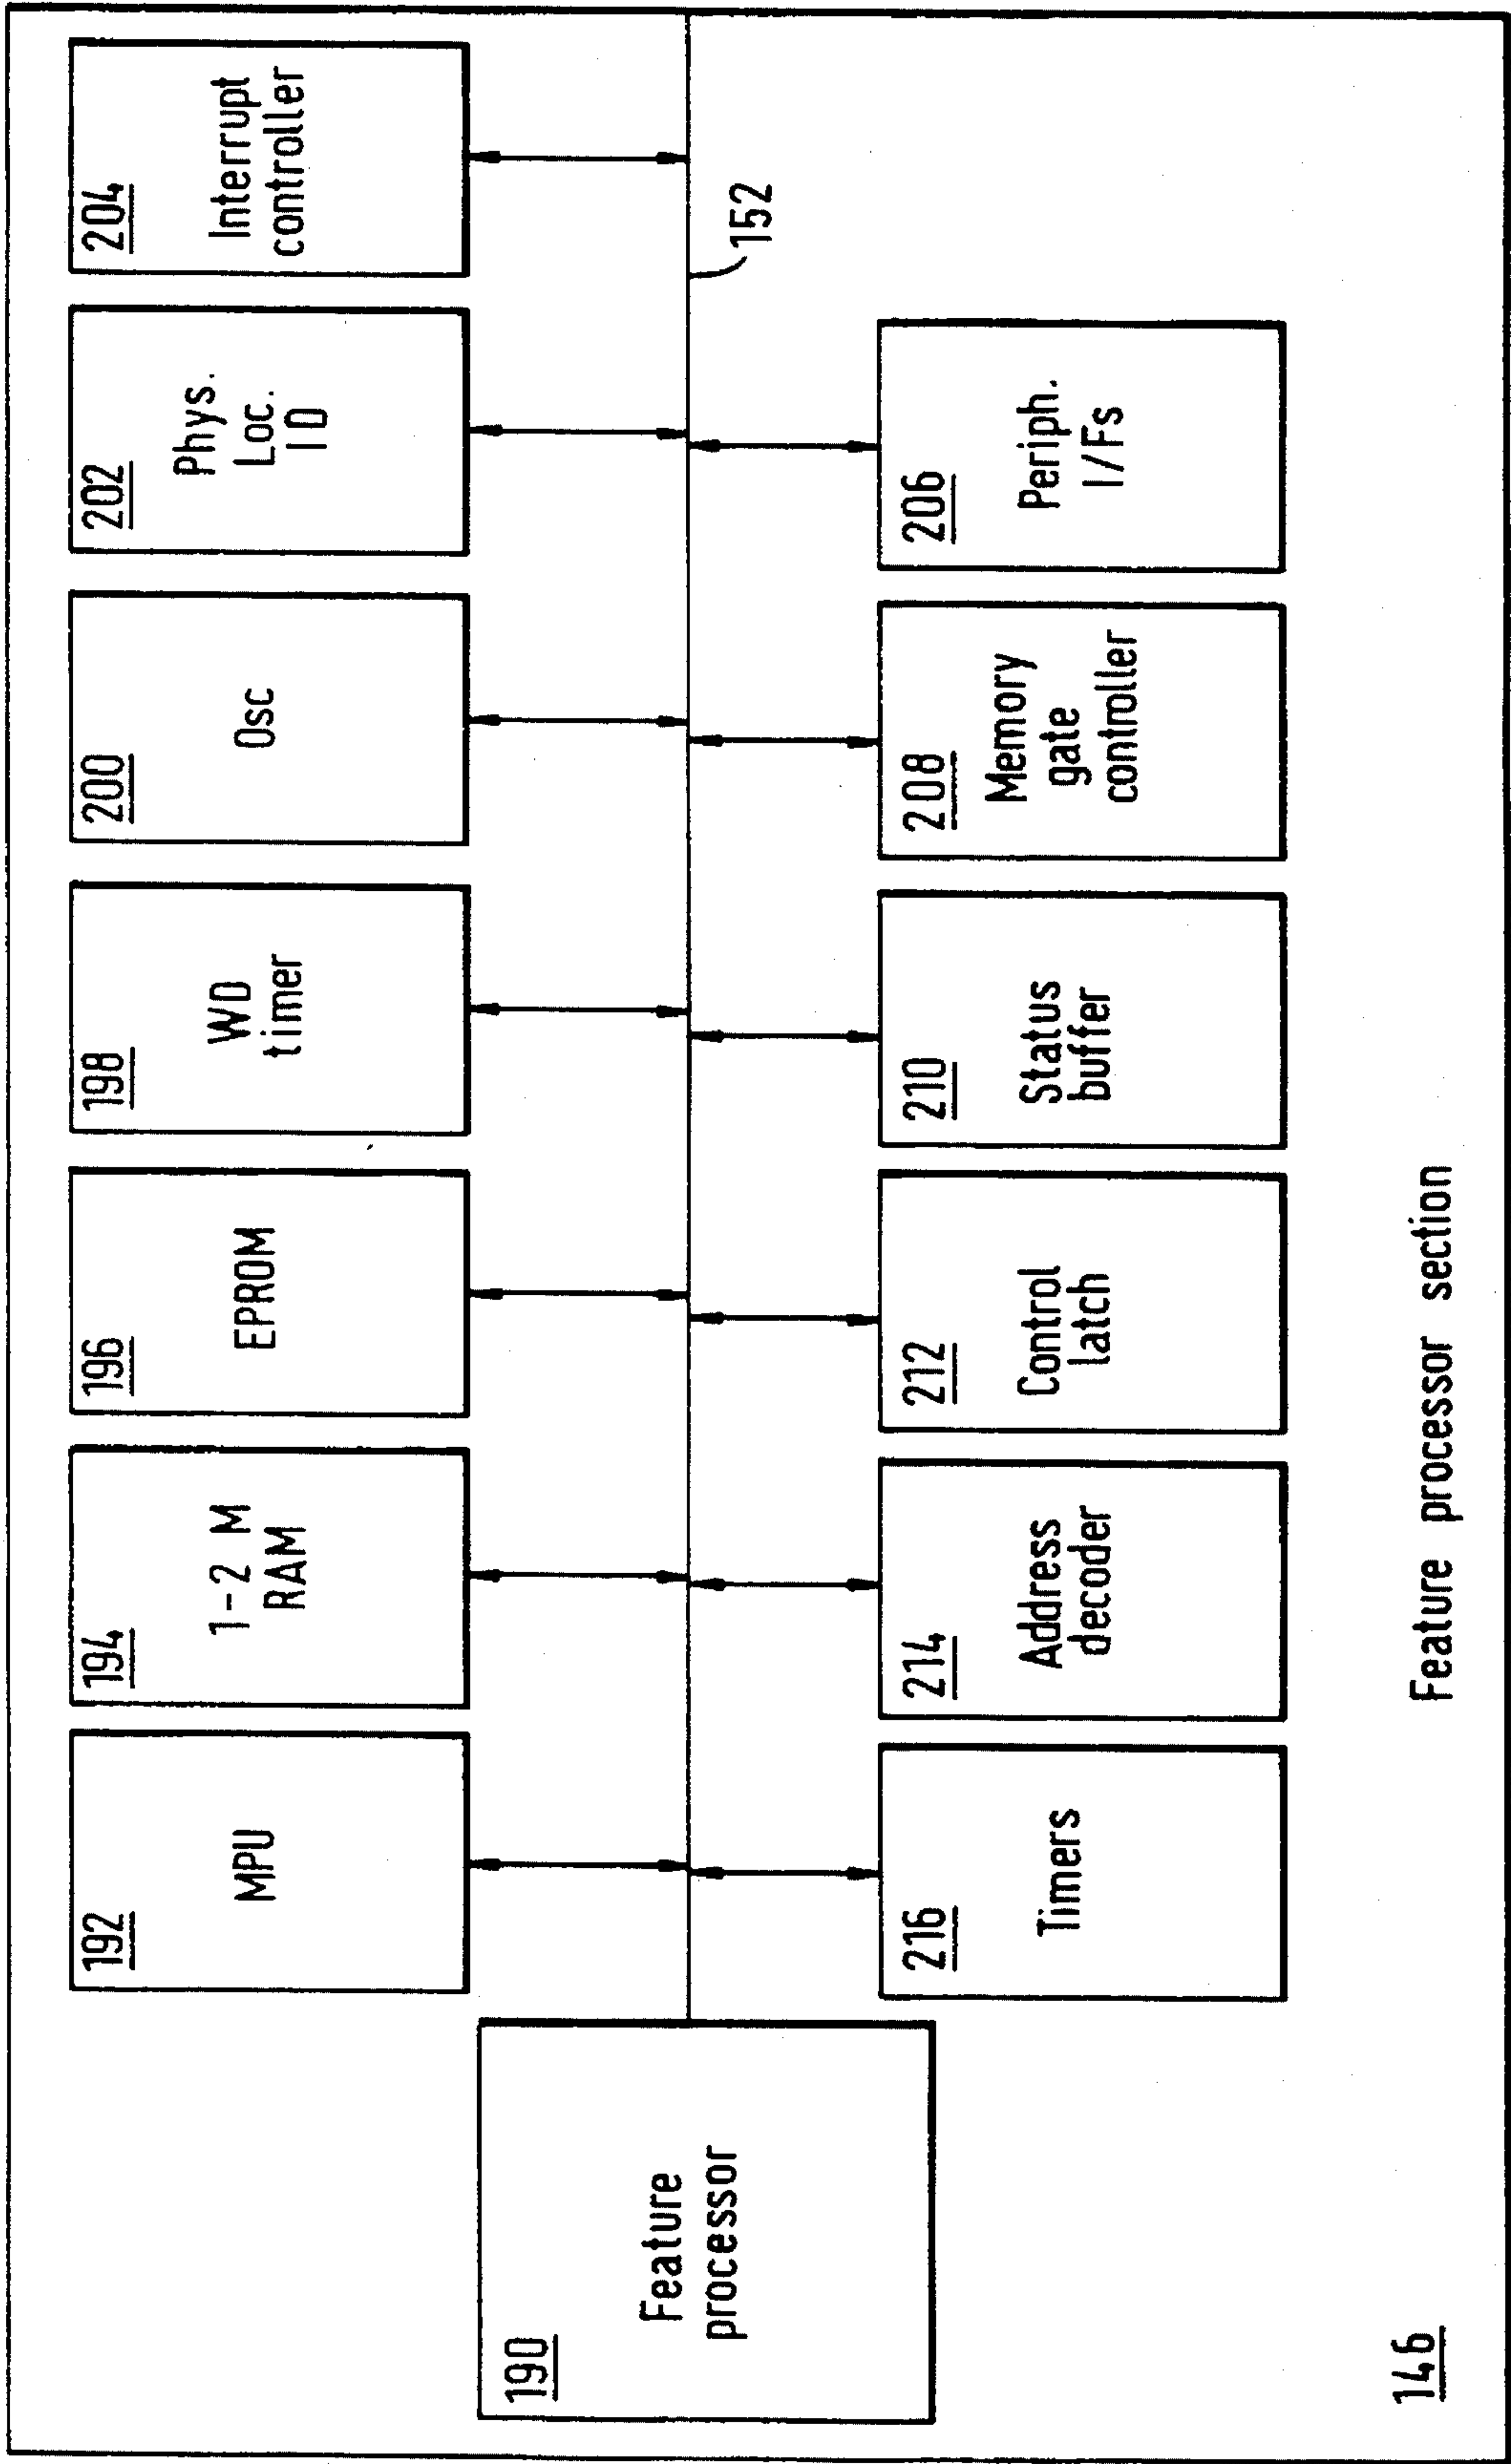 192
MPU
194
1-2 M
RAM
196
EPROM
198
WD
timer
200
Osc
202
Phys.
Loc.
ID
204
Interrupt
controller
190
Feature
processor
152
216
Timers
214
Address
decoder
212
Control
latch
210
Status
buffer
208
Memory
gate
controller
206
Periph.
I/Fs
146
Feature processor section